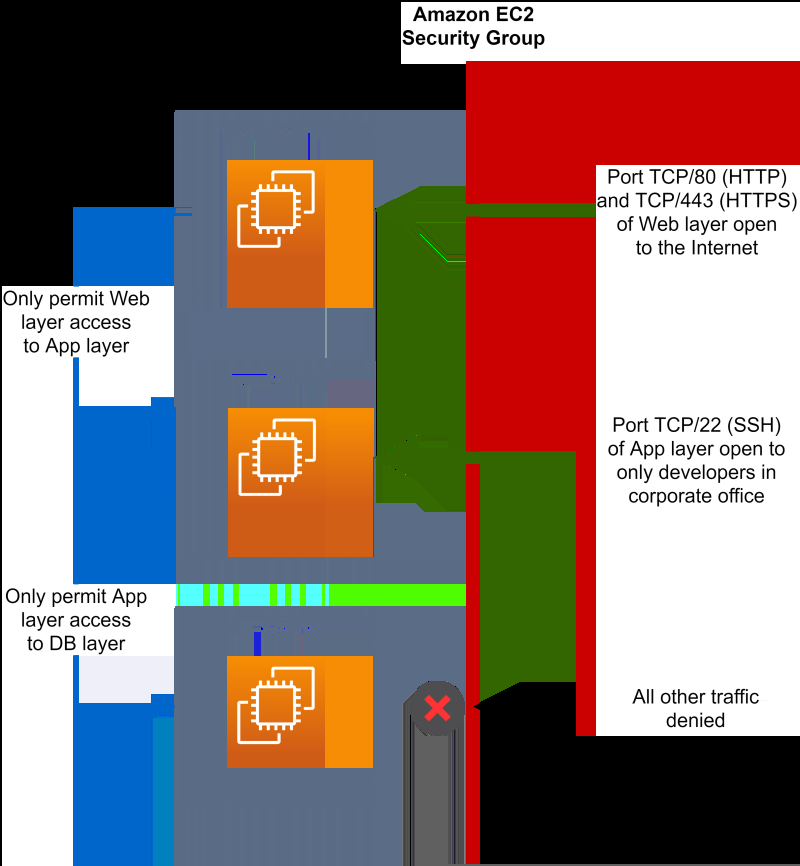 Amazon EC2
Security Group
Port TCP/80 (HTTP)
and TCP/443 (HTTPS)
of Web layer open
to the Internet
Only permit Web
layer access
to App layer
Port TCP/22 (SSH)
of App layer open to
only developers in
corporate office
Only permit App
layer access
to DB layer
All other traffic
denied